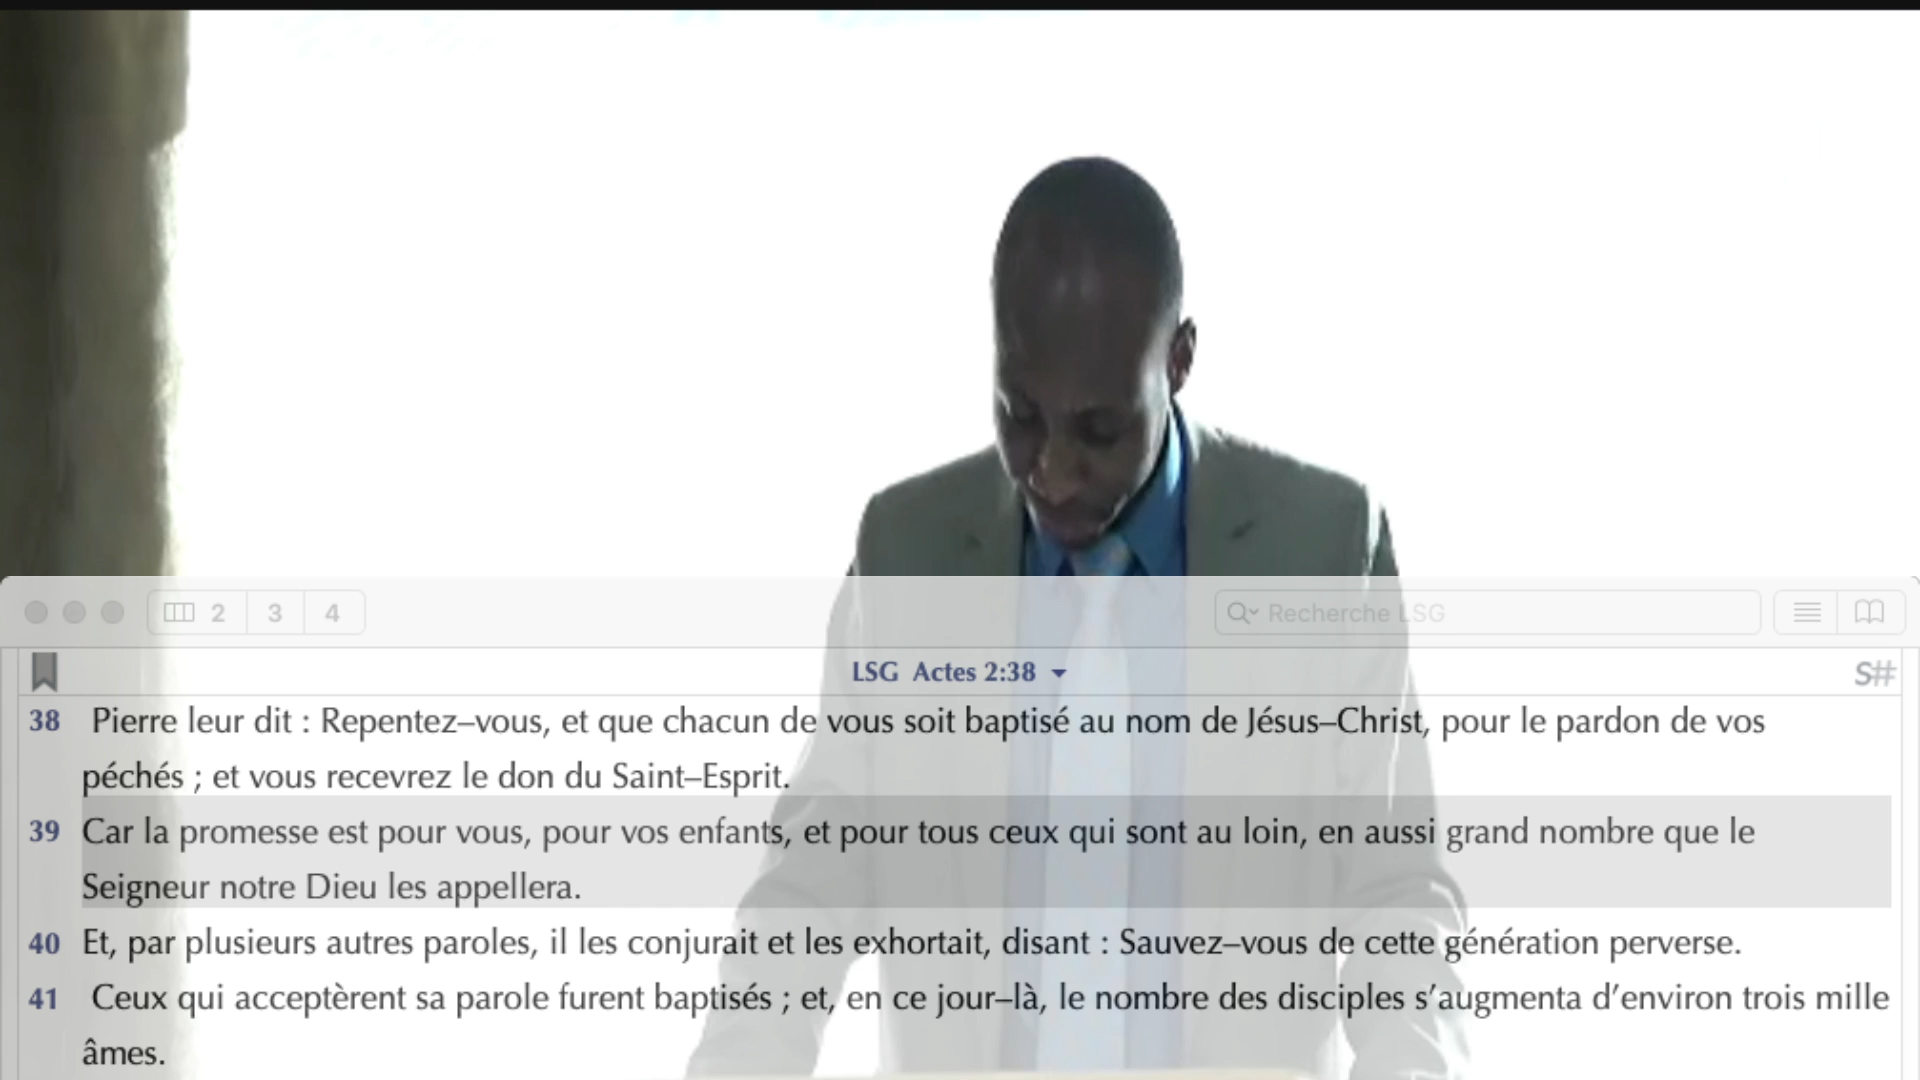 2 3 4 Recherche LSG
LSG Actes 2:38 S#
38 Pierre leur dit : Repentez–vous, et que chacun de vous soit baptisé au nom de Jésus–Christ, pour le pardon de vos
péchés ; et vous recevrez le don du Saint–Esprit.
39 Car la promesse est pour vous, pour vos enfants, et pour tous ceux qui sont au loin, en aussi grand nombre que le
Seigneur notre Dieu les appellera.
40 Et, par plusieurs autres paroles, il les conjurait et les exhortait, disant : Sauvez–vous de cette génération perverse.
41 Ceux qui acceptèrent sa parole furent baptisés ; et, en ce jour–là, le nombre des disciples s’augmenta d’environ trois mille
âmes.